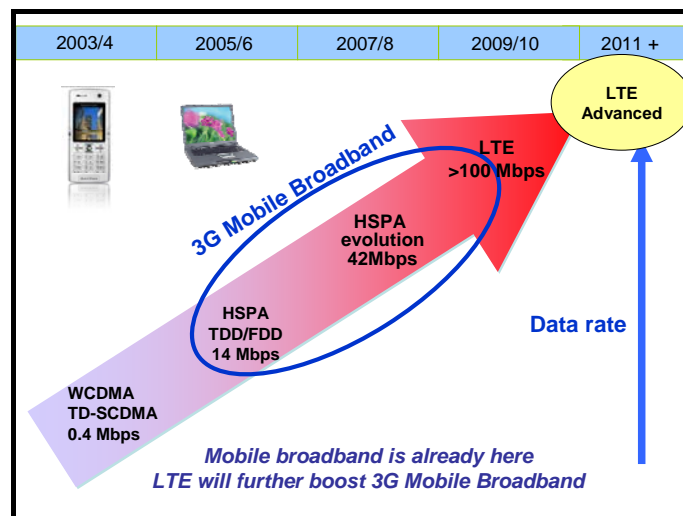 2003/4 2005/6 2007/8 2009/10 2011 +
LTE
Advanced
LTE
>100 Mbps
3G Mobile Broadband
HSPA
evolution
42Mbps
HSPA
TDD/FDD
14 Mbps
Data rate
WCDMA
TD-SCDMA
0.4 Mbps
Mobile broadband is already here
LTE will further boost 3G Mobile Broadband